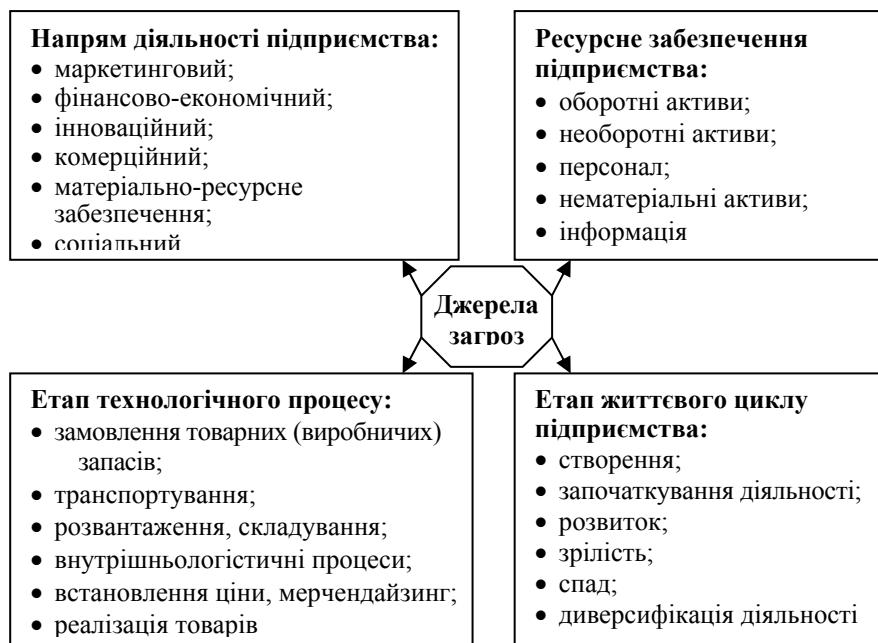 Напрям діяльності підприємства:
• маркетинговий;
• фінансово-економічний;
• інноваційний;
• комерційний;
• матеріально-ресурсне
забезпечення;
• соціальний
Ресурсне забезпечення
підприємства:
• оборотні активи;
• необоротні активи;
• персонал;
• нематеріальні активи;
• інформація
Джерела
загроз
Етап технологічного процесу:
• замовлення товарних (виробничих)
запасів;
• транспортування;
• розвантаження, складування;
• внутрішньологістичні процеси;
• встановлення ціни, мерчендайзинг;
• реалізація товарів
Етап життєвого циклу
підприємства:
• створення;
• започаткування діяльності;
• розвиток;
• зрілість;
• спад;
• диверсифікація діяльності